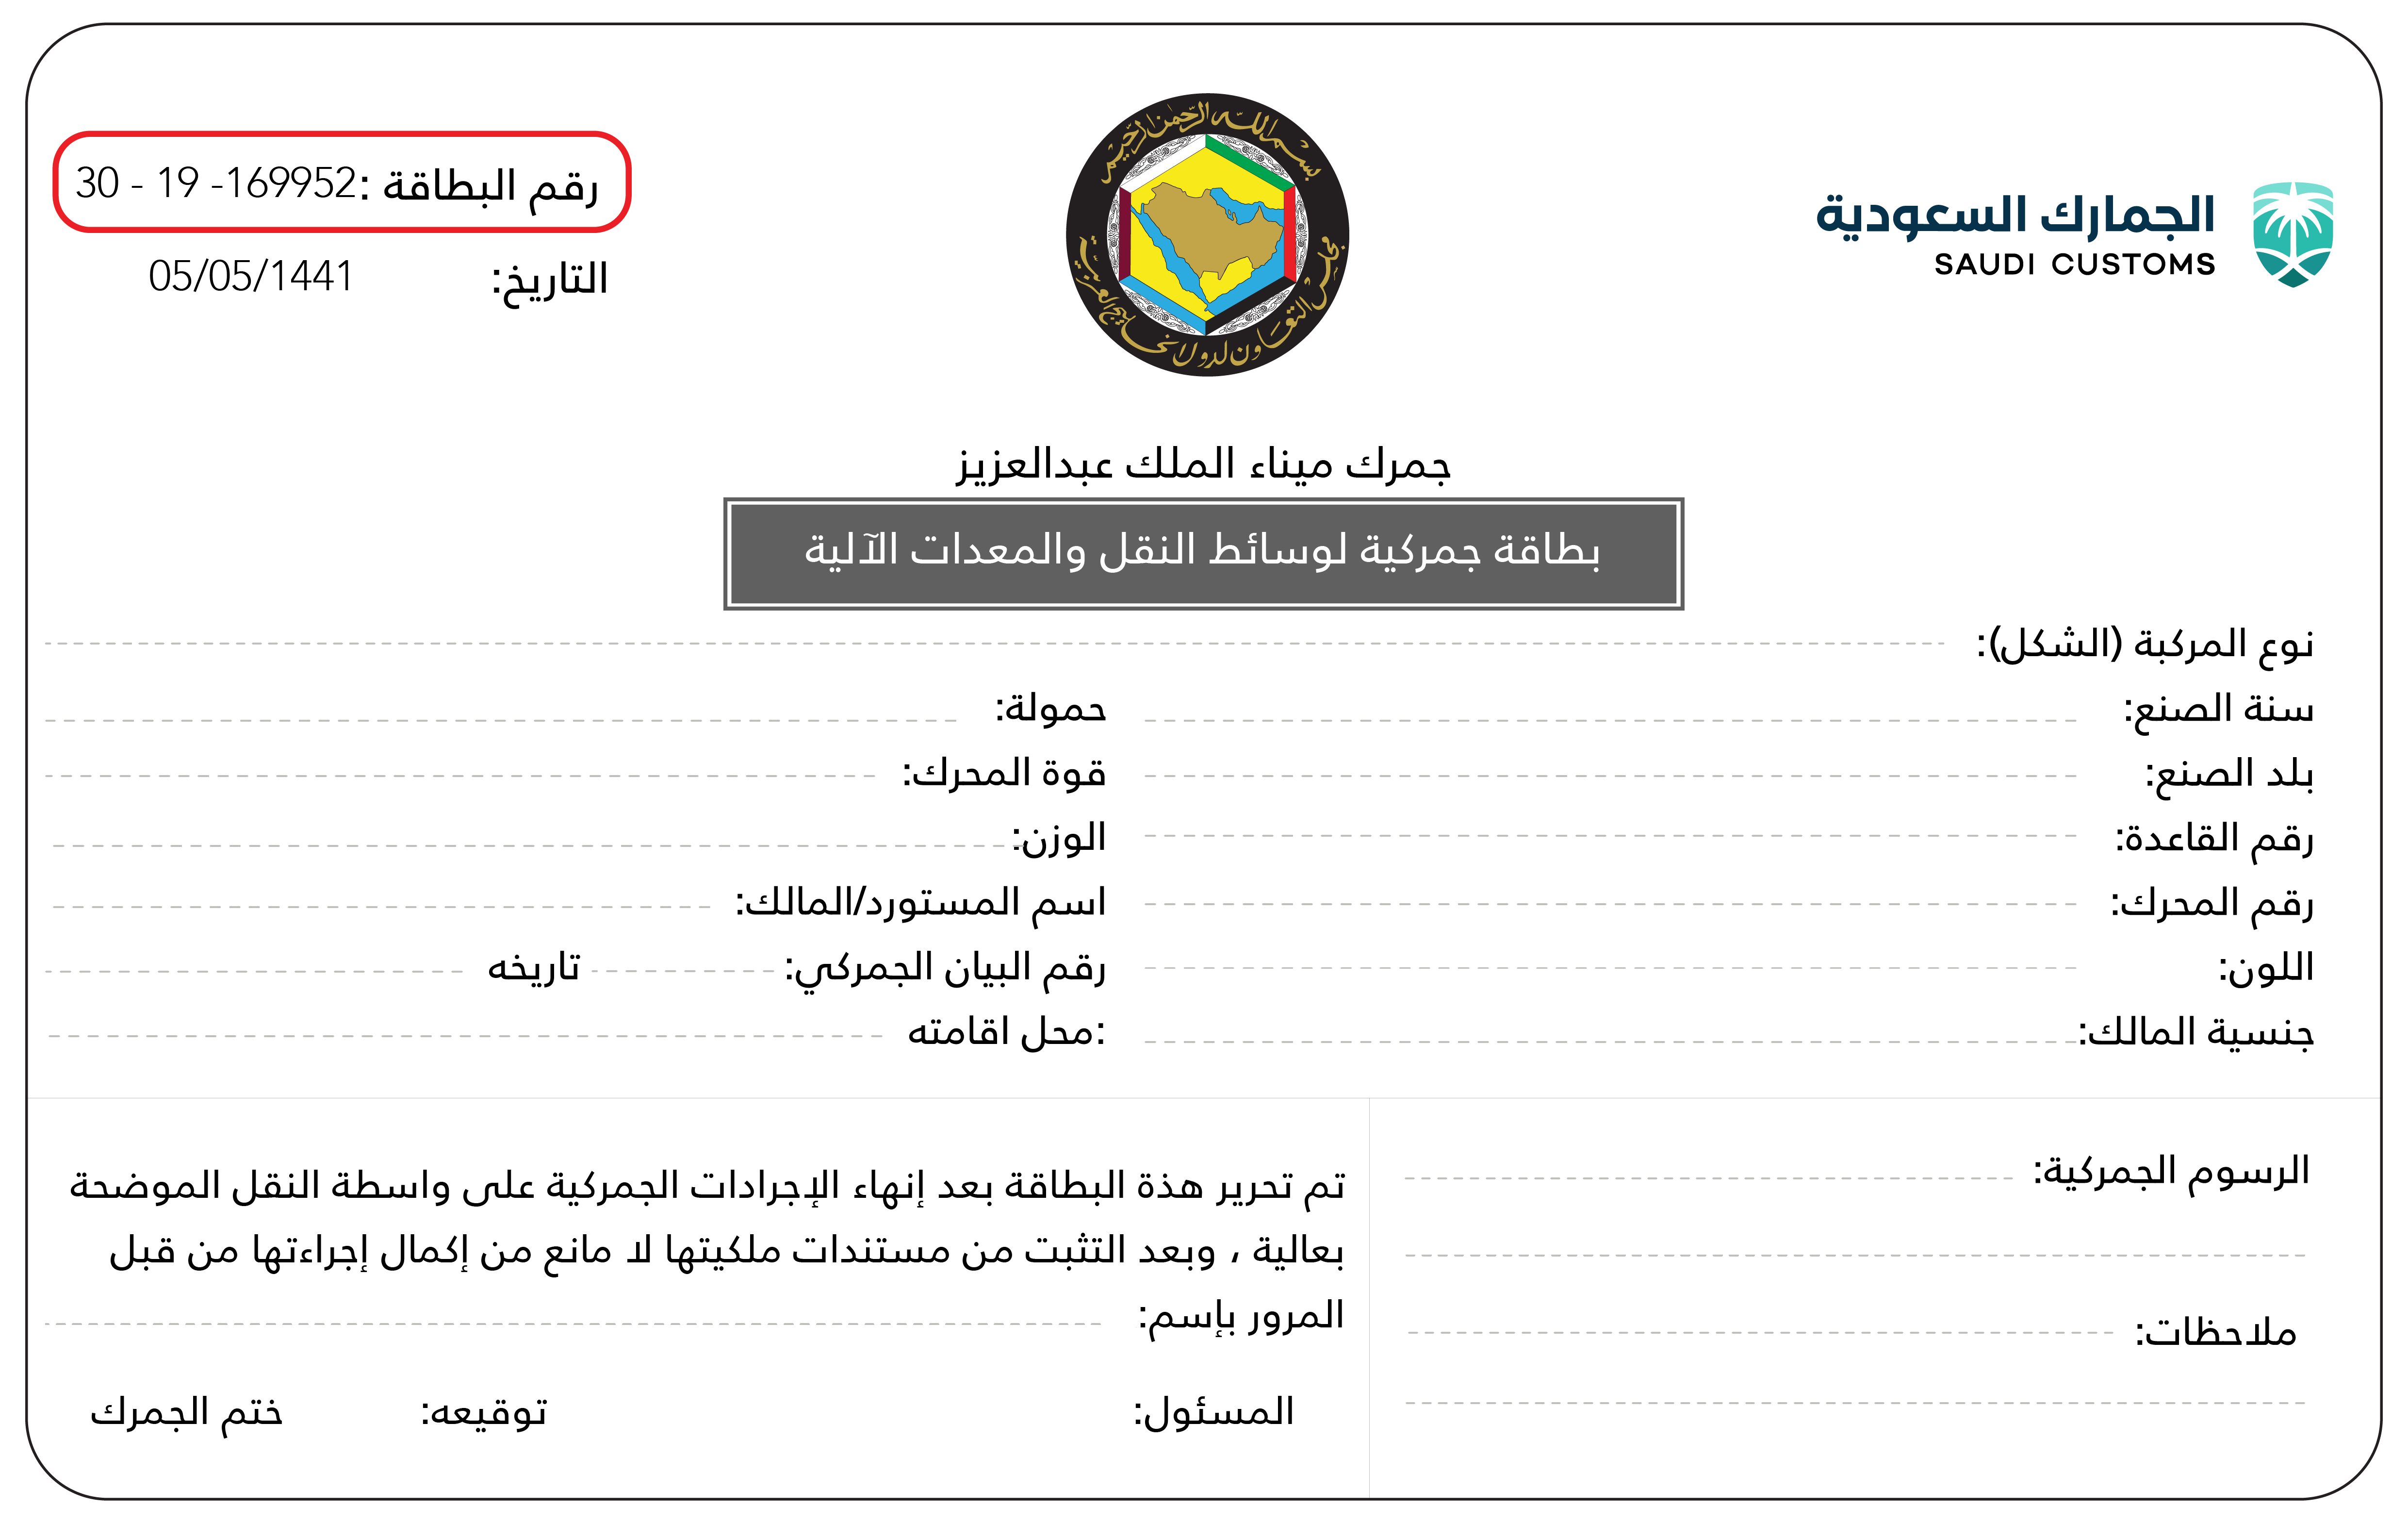 الجمارك السعودية
SAUDI CUSTOMS
بسم الله الرحمن الرحيم
مجلس التعاون لدول الخليج العربية
رقم البطاقة :169952- 19 - 30
التاريخ: 05/05/1441
جمرك ميناء الملك عبدالعزيز
بطاقة جمركية لوسائط النقل والمعدات الآلية
نوع المركبة (الشكل):
سنة الصنع: حمولة:
بلد الصنع: قوة المحرك:
رقم القاعدة: الوزن:
رقم المحرك: اسم المستورد/المالك:
اللون: رقم البيان الجمركي: تاريخه
جنسية المالك: :محل اقامته
الرسوم الجمركية:
ملاحظات:
تم تحرير هذة البطاقة بعد إنهاء الإجرادات الجمركية على واسطة النقل الموضحة
بعالية ، وبعد التثبت من مستندات ملكيتها لا مانع من إكمال إجراءتها من قبل
المرور بإسم:
المسئول: توقيعه: ختم الجمرك